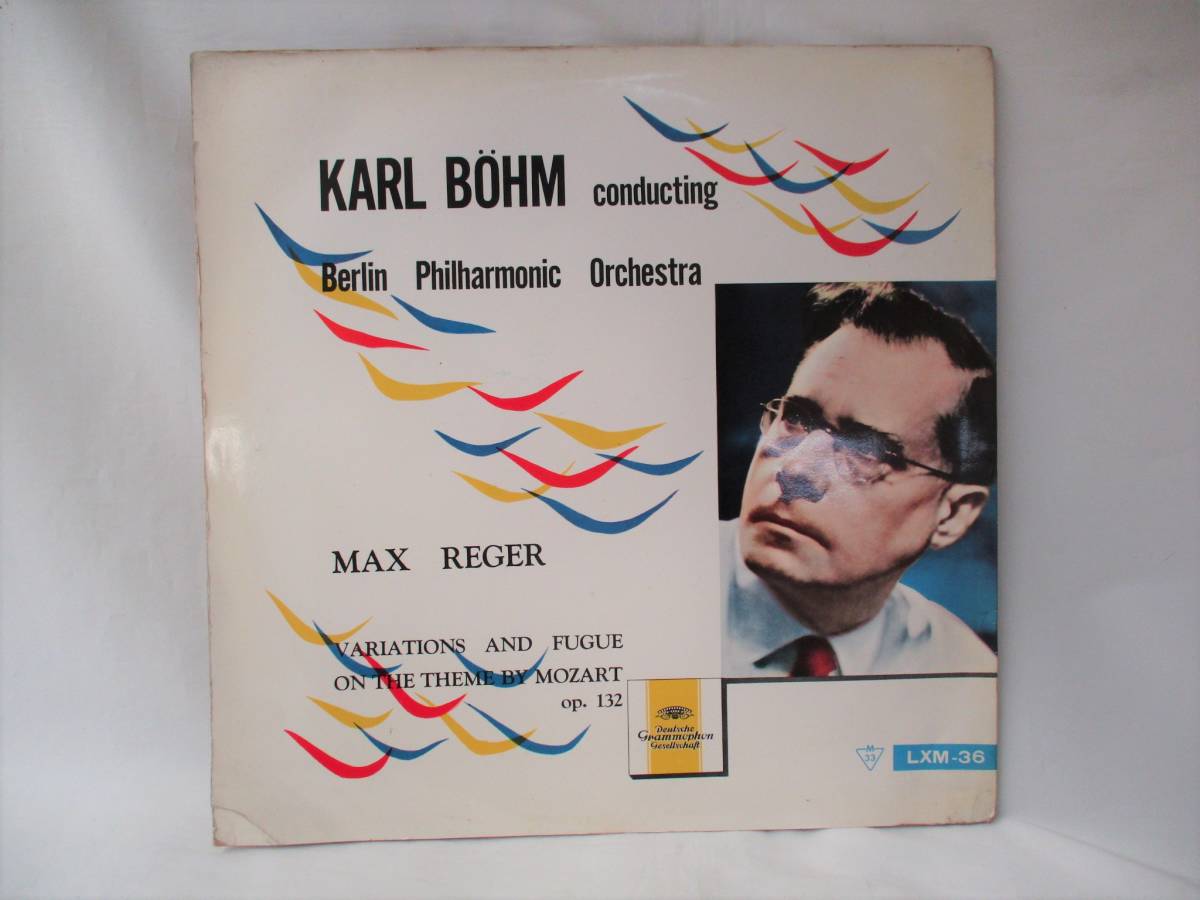 KARL BÖHM conducting
Berlin Philharmonic Orchestra
MAX REGER
VARIATIONS AND FUGUE
ON THE THEME BY MOZART
op. 132
Deutsche
Grammophon
Gesellschaft
M
33
LXM-36